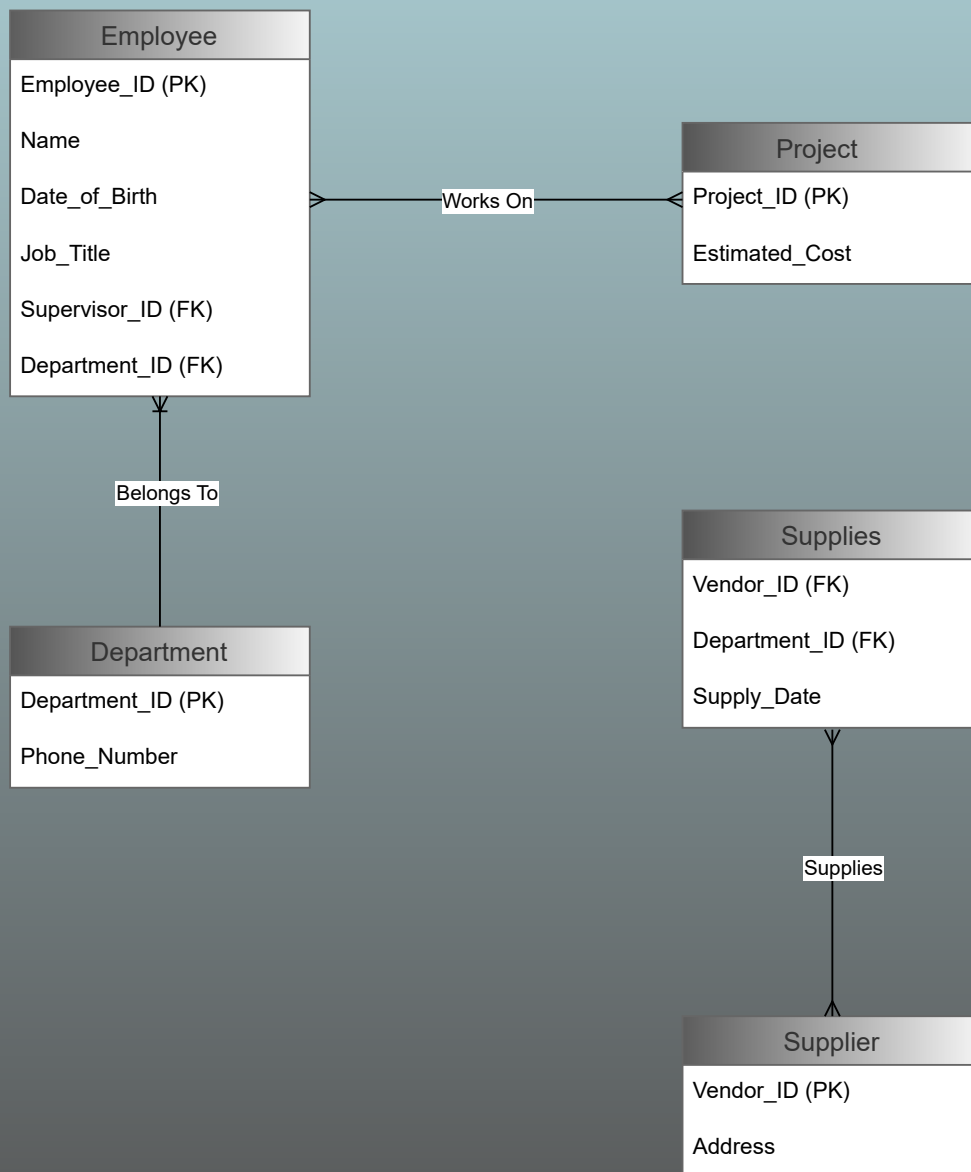 Employee
Employee_ID (PK)
Name
Date_of_Birth
Job_Title
Supervisor_ID (FK)
Department_ID (FK)
Works On
Project
Project_ID (PK)
Estimated_Cost
Belongs To
Department
Department_ID (PK)
Phone_Number
Supplies
Vendor_ID (FK)
Department_ID (FK)
Supply_Date
Supplies
Supplier
Vendor_ID (PK)
Address